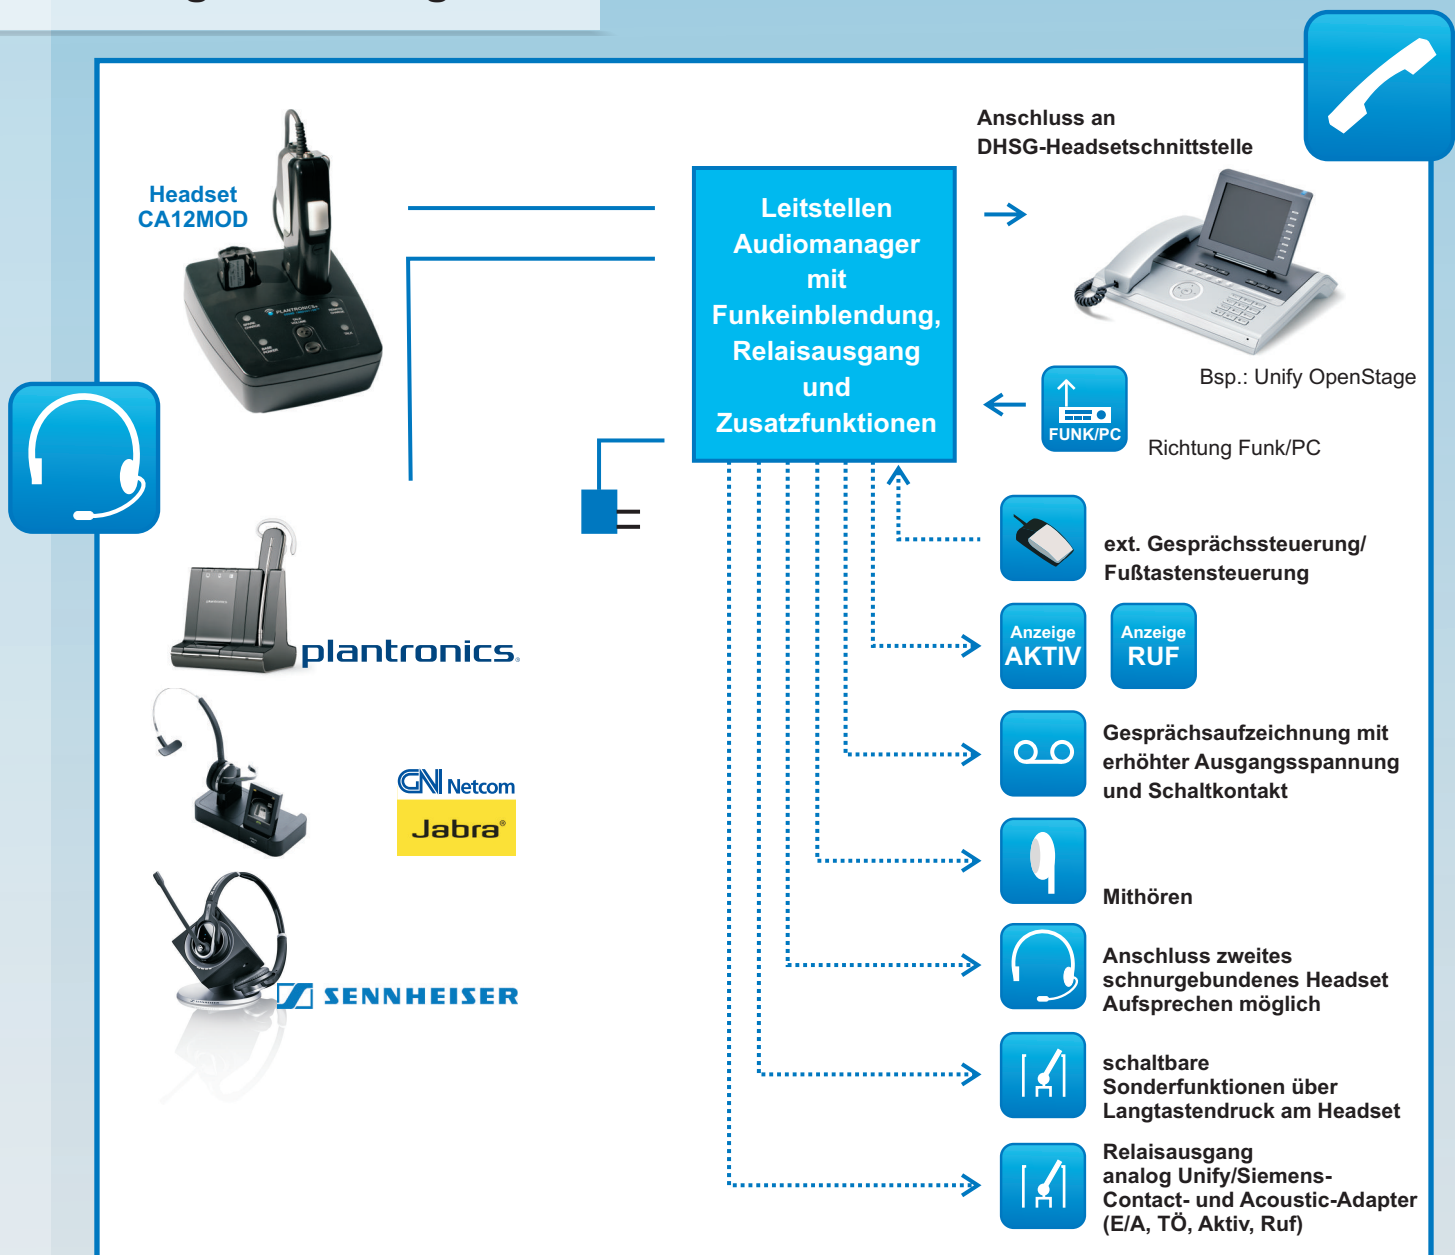 Anschluss an
DHSG-Headsetschnittstelle
Headset
CA12MOD
Leitstellen
Audiomanager
mit
Funkeinblendung,
Relaisausgang
und
Zusatzfunktionen
PLANTRONICS
Bsp.: Unify OpenStage
FUNK/PC
Richtung Funk/PC
ext. Gesprächssteuerung/
Fußtastensteuerung
plantronics
Anzeige
AKTIV
Anzeige
RUF
Gesprächsaufzeichnung mit
erhöhter Ausgangsspannung
und Schaltkontakt
GN Netcom
Jabra®
Mithören
SENNHEISER
Anschluss zweites
schnurgebundenes Headset
Aufsprechen möglich
schaltbare
Sonderfunktionen über
Langtastendruck am Headset
Relaisausgang
analog Unify/Siemens-
Contact- und Acoustic-Adapter
(E/A, TÖ, Aktiv, Ruf)